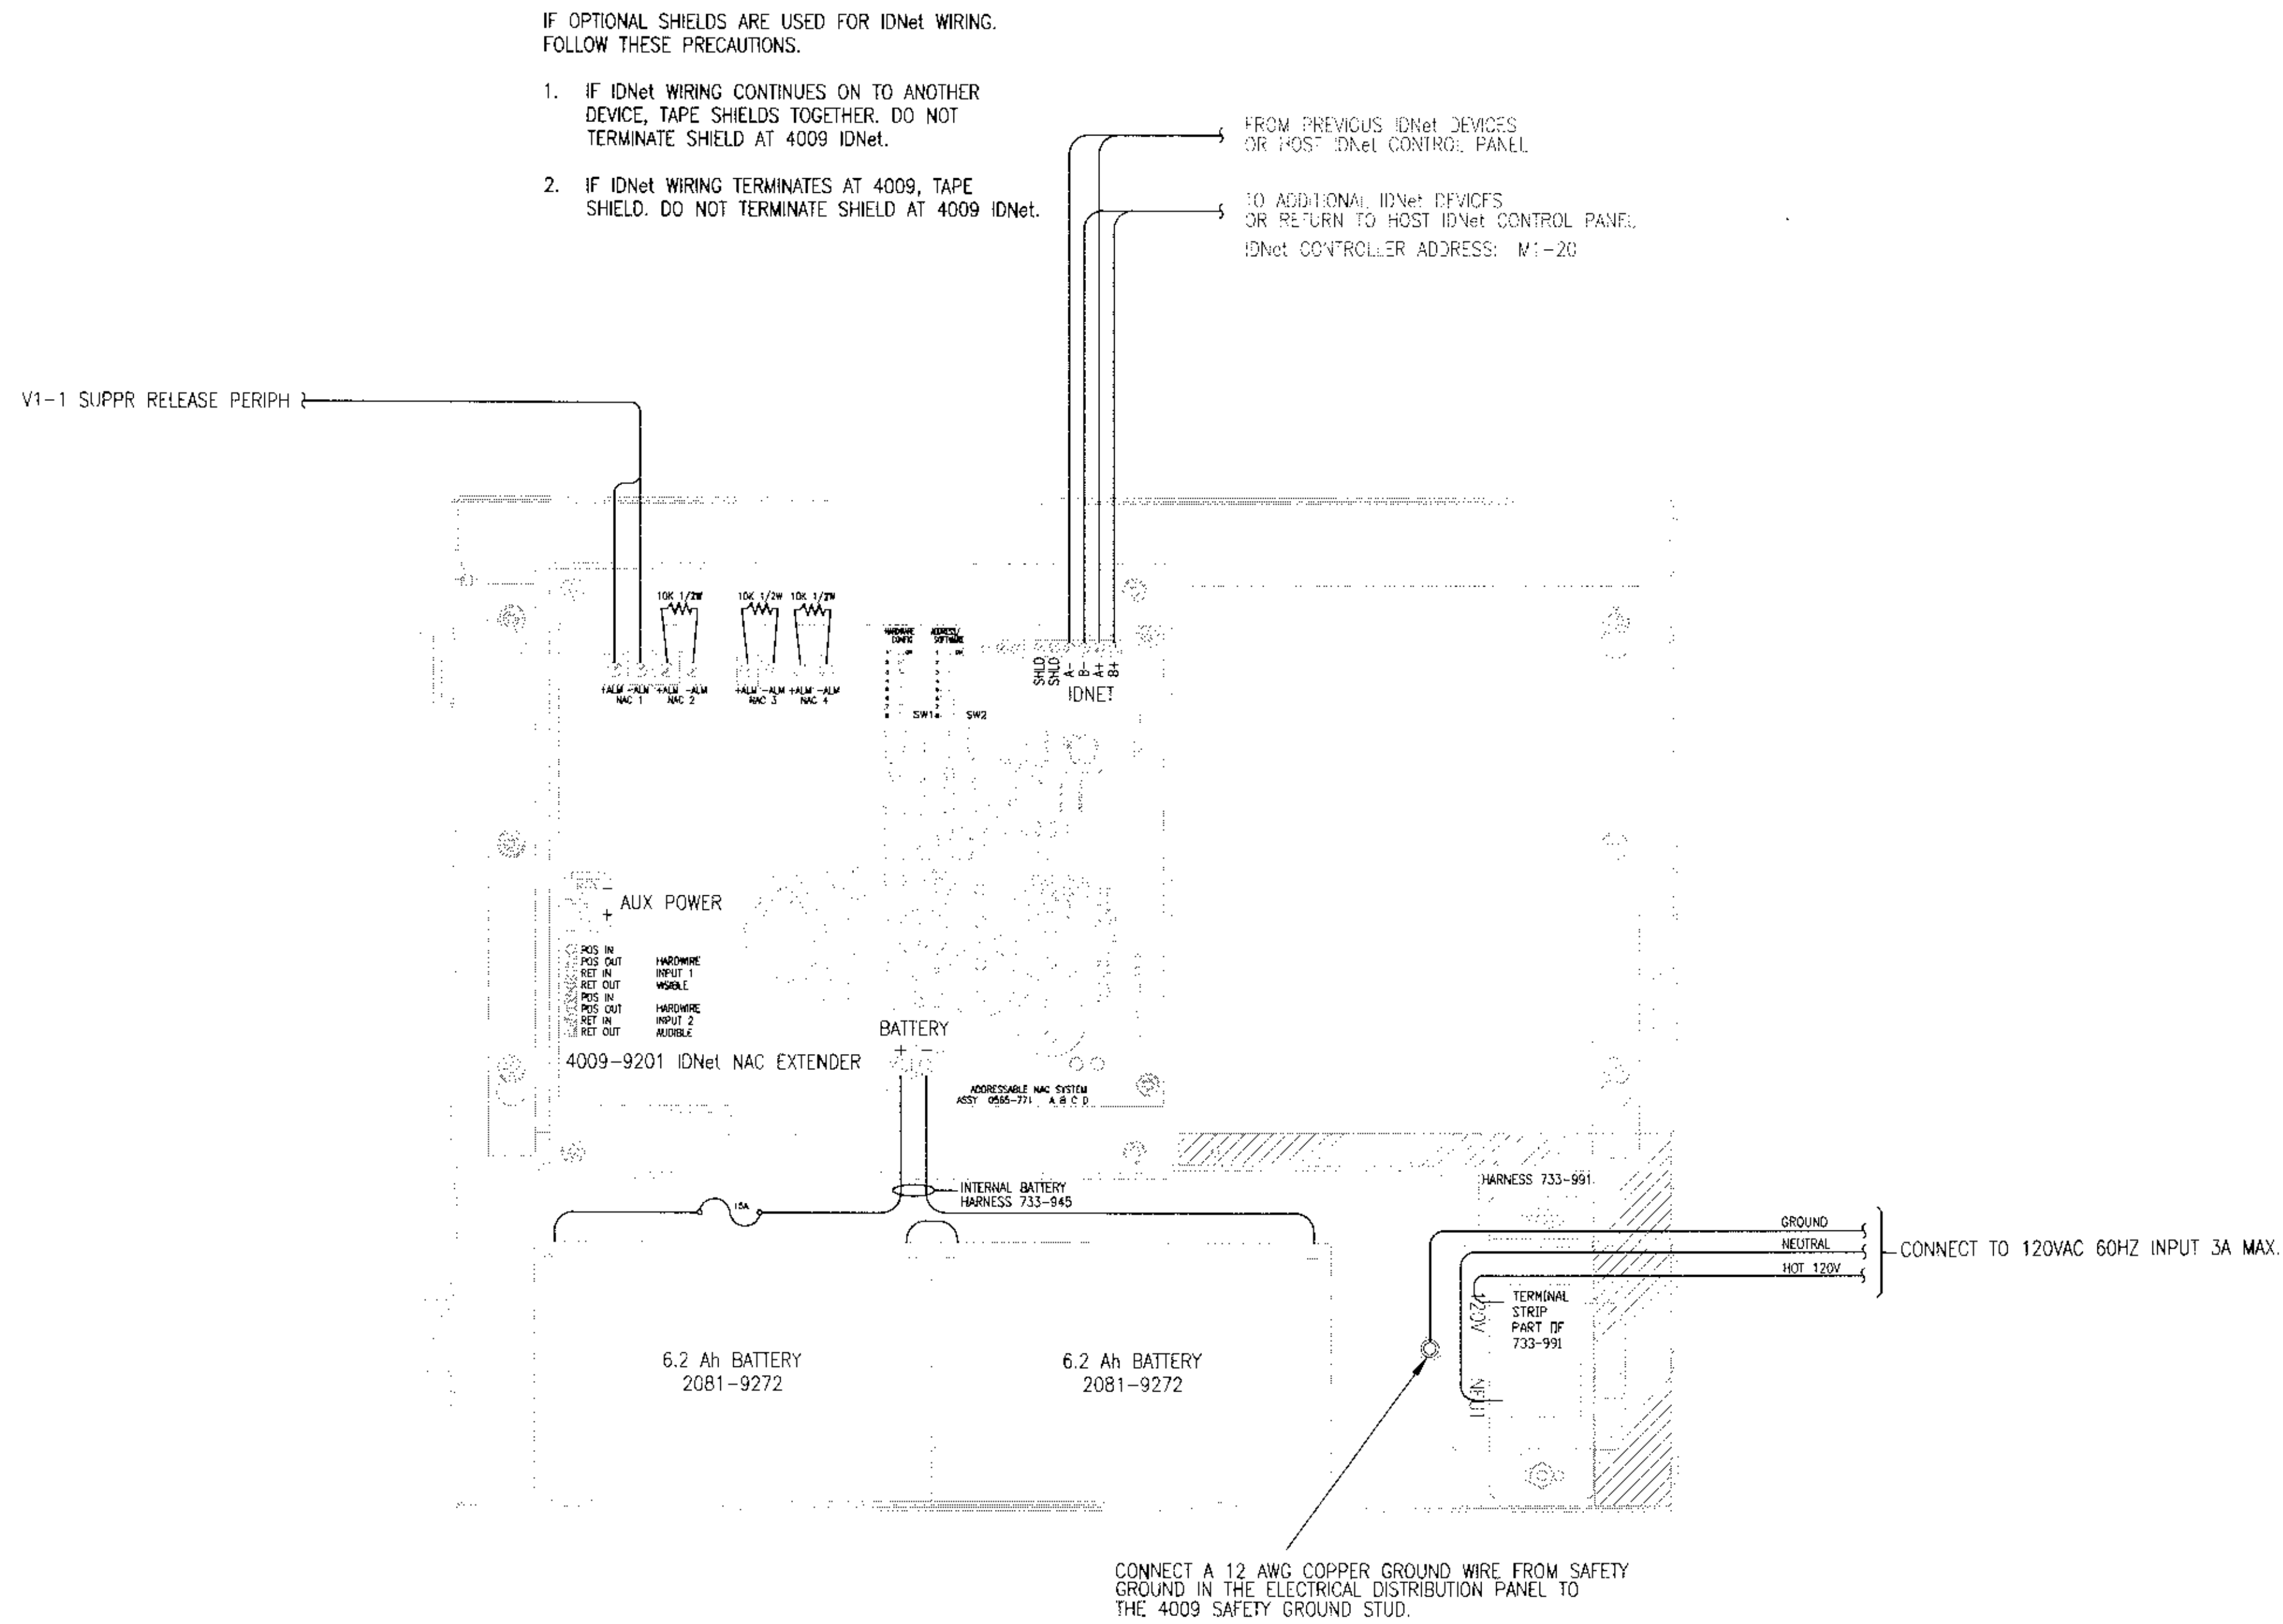 IF OPTIONAL SHIELDS ARE USED FOR IDNet WIRING.
FOLLOW THESE PRECAUTIONS.
1. IF IDNet WIRING CONTINUES ON TO ANOTHER
DEVICE, TAPE SHIELDS TOGETHER. DO NOT
TERMINATE SHIELD AT 4009 IDNet.
2. IF IDNet WIRING TERMINATES AT 4009, TAPE
SHIELD. DO NOT TERMINATE SHIELD AT 4009 IDNet.
FROM PREVIOUS IDNet DEVICES
OR HOST IDNet CONTROL PANEL
TO ADDITIONAL IDNet DEVICES
OR RETURN TO HOST IDNet CONTROL PANEL
IDNet CONTROLLER ADDRESS: M1-20
V1-1 SUPPR RELEASE PERIPH
10K 1/2W
10K 1/2W
10K 1/2W
+ALM -ALM +ALM -ALM
NAC 1 NAC 2
+ALM -ALM +ALM -ALM
NAC 3 NAC 4
HARDWARE
CONFIG
ADDRESS/
SOFTWARE
SW1
SW2
SHLD
SHLD
A-
B-
A+
B+
IDNET
-
+
AUX POWER
POS IN
POS OUT HARDWIRE
RET IN INPUT 1
RET OUT VISIBLE
POS IN
POS OUT HARDWIRE
RET IN INPUT 2
RET OUT AUDIBLE
4009-9201 IDNet NAC EXTENDER
BATTERY
+ -
ADDRESSABLE NAC SYSTEM
ASSY 0565-771 A B C D
INTERNAL BATTERY
HARNESS 733-945
15A
6.2 Ah BATTERY
2081-9272
6.2 Ah BATTERY
2081-9272
HARNESS 733-991
GROUND
NEUTRAL
HOT 120V
CONNECT TO 120VAC 60HZ INPUT 3A MAX.
120V
TERMINAL
STRIP
PART OF
733-991
NEUT
CONNECT A 12 AWG COPPER GROUND WIRE FROM SAFETY
GROUND IN THE ELECTRICAL DISTRIBUTION PANEL TO
THE 4009 SAFETY GROUND STUD.